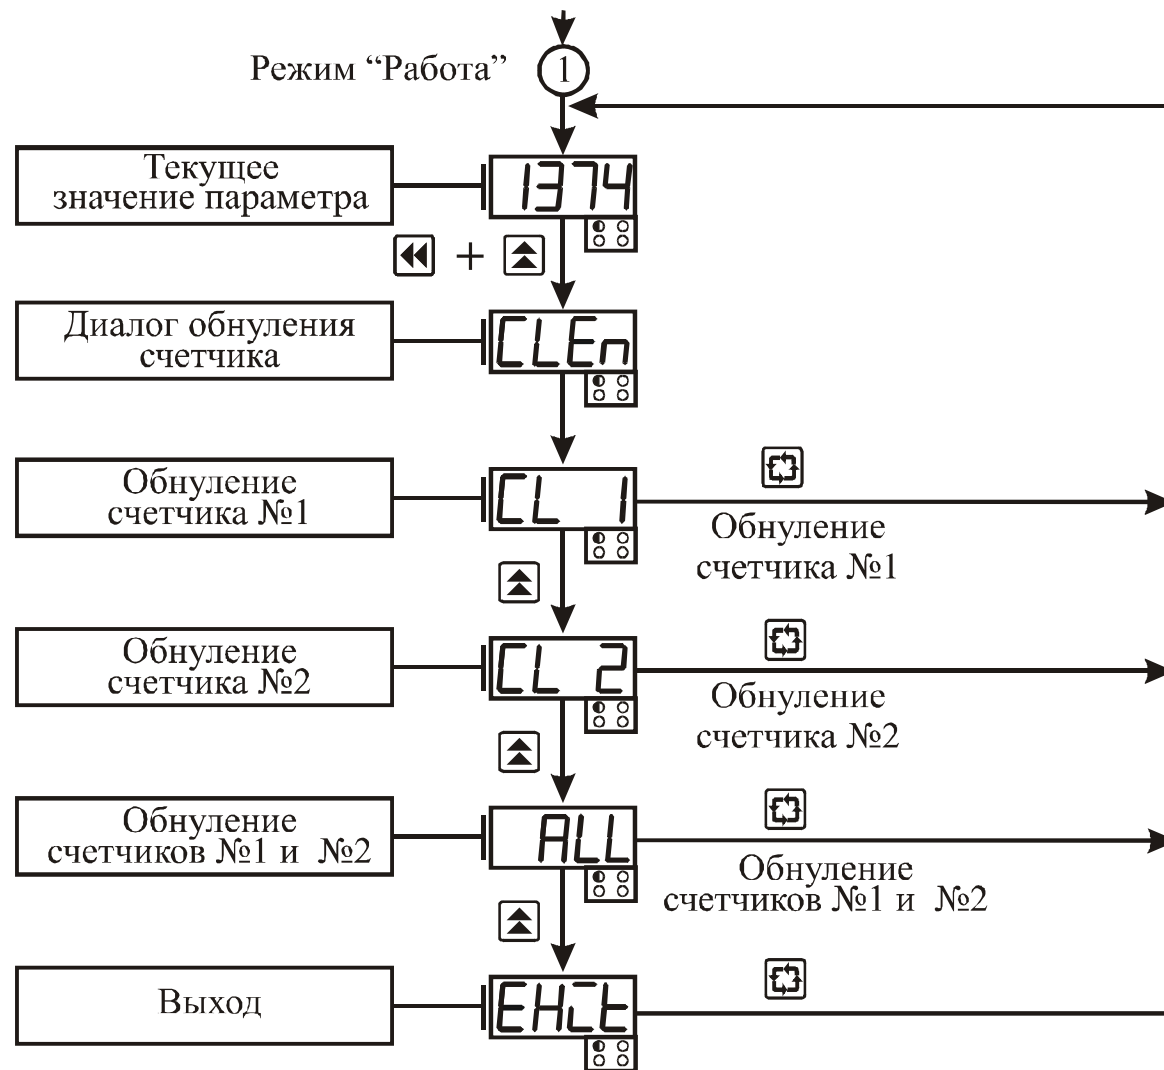 Режим “Работа”
1
Текущее
значение параметра
1374
+
Диалог обнуления
счетчика
CLEn
Обнуление
счетчика №1
CL 1
Обнуление
счетчика №1
Обнуление
счетчика №2
CL 2
Обнуление
счетчика №2
Обнуление
счетчиков №1 и №2
ALL
Обнуление
счетчиков №1 и №2
Выход
EHit